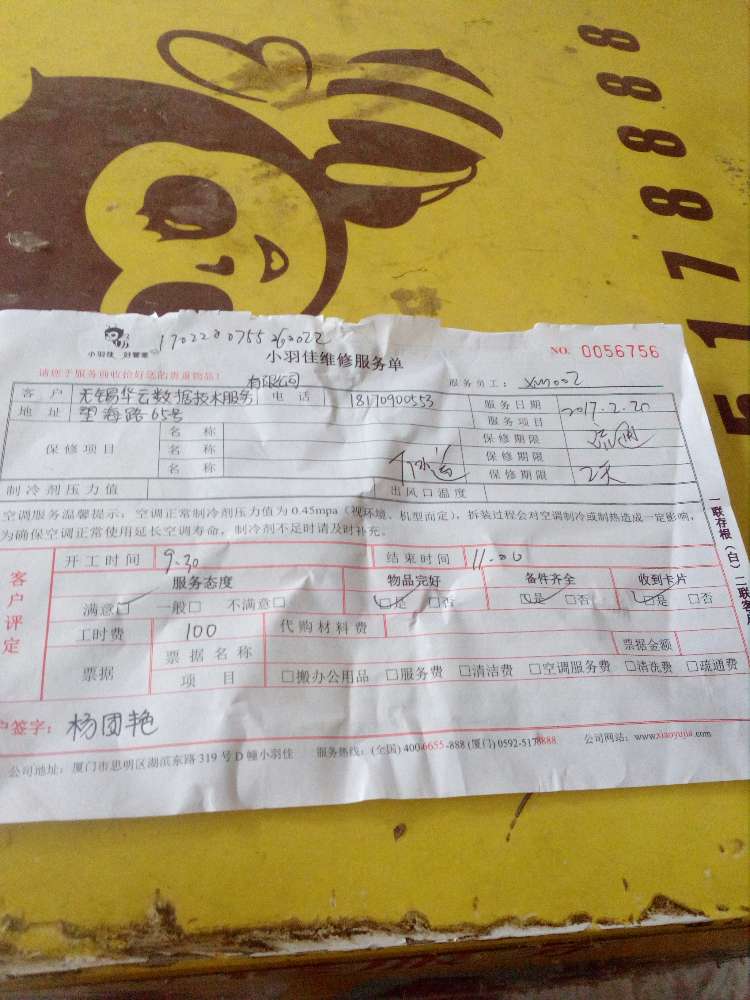 5178888
1702280755262022
小羽佳 好管家
小羽佳维修服务单
NO. 0056756
请您于服务前收拾好您的贵重物品！
服务员工： xm002
客 户 无锡华云数据技术服务有限公司 电 话 18170900553 服务日期 2017.2.20
地 址 望海路65号 服务项目 疏通
保修项目 名 称 保修期限
名 称 保修期限
名 称 保修期限 2天
制冷剂压力值 出风口温度
空调服务温馨提示：空调正常制冷剂压力值为 0.45mpa（视环境、机型而定），拆装过程会对空调制冷或制热造成一定影响，
为确保空调正常使用延长空调寿命，制冷剂不足时请及时补充。
客户评定
开工时间 9.30 结束时间 11.00
服务态度 物品完好 备件齐全 收到卡片
满意□ 一般□ 不满意□ □是 □否 □是 □否 □是 □否
工时费 100 代购材料费
票据 票 据 名 称 票据金额
项 目 □搬办公用品 □服务费 □清洁费 □空调服务费 □清洗费 □疏通费
户签字： 杨团艳
公司地址：厦门市思明区湖滨东路 319 号 D 幢小羽佳 服务热线：(全国) 400-6655-888 (厦门) 0592-5178888 公司网站：www.xiaoyujia.com
一联存根（白） 二联客户